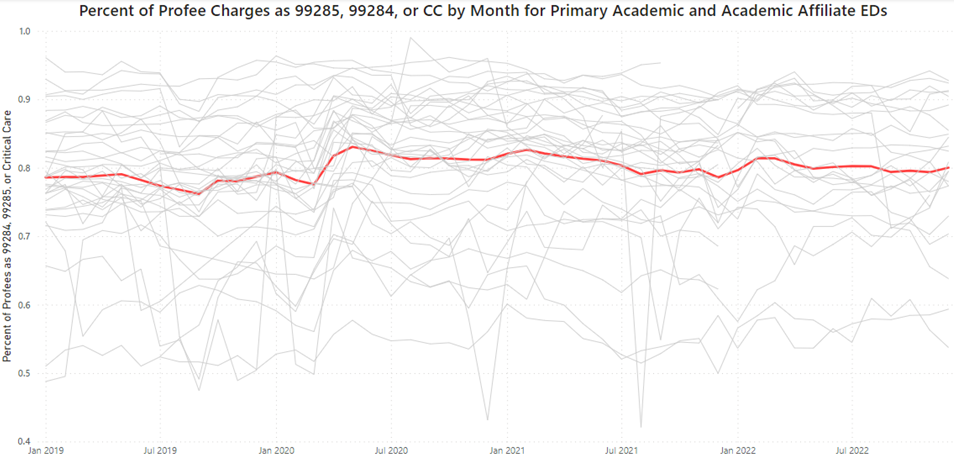 Percent of Profee Charges as 99285, 99284, or CC by Month for Primary Academic and Academic Affiliate EDs
Percent of Profees as 99284, 99285, or Critical Care
1.0
0.9
0.8
0.7
0.6
0.5
0.4
Jan 2019
Jul 2019
Jan 2020
Jul 2020
Jan 2021
Jul 2021
Jan 2022
Jul 2022